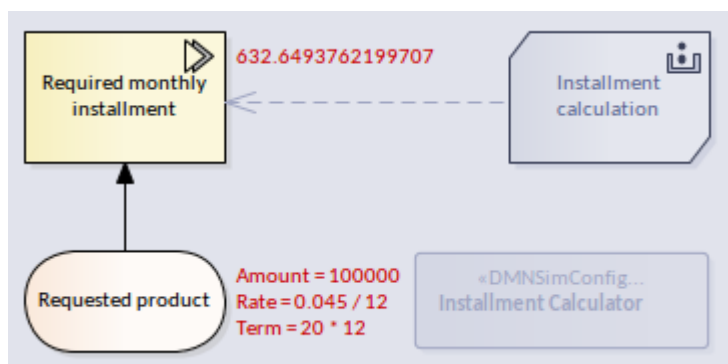 Required monthly
installment
632.6493762199707
Installment
calculation
Requested product
Amount = 100000
Rate = 0.045 / 12
Term = 20 * 12
«DMNSimConfig...
Installment Calculator